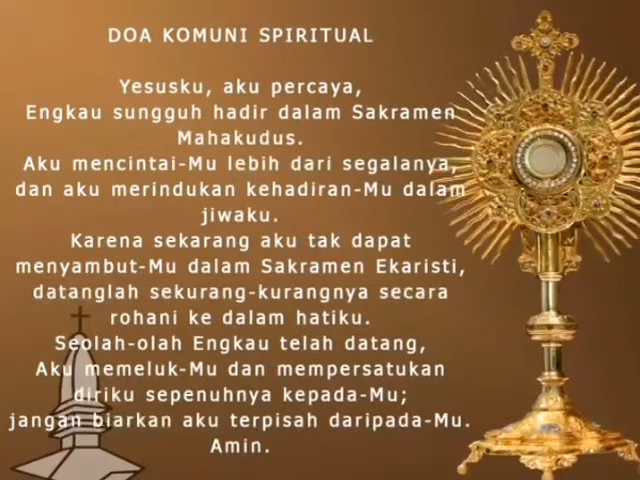 DOA KOMUNI SPIRITUAL
Yesusku, aku percaya,
Engkau sungguh hadir dalam Sakramen
Mahakudus.
Aku mencintai-Mu lebih dari segalanya,
dan aku merindukan kehadiran-Mu dalam
jiwaku.
Karena sekarang aku tak dapat
menyambut-Mu dalam Sakramen Ekaristi,
datanglah sekurang-kurangnya secara
rohani ke dalam hatiku.
Seolah-olah Engkau telah datang,
Aku memeluk-Mu dan mempersatukan
diriku sepenuhnya kepada-Mu;
jangan biarkan aku terpisah daripada-Mu.
Amin.